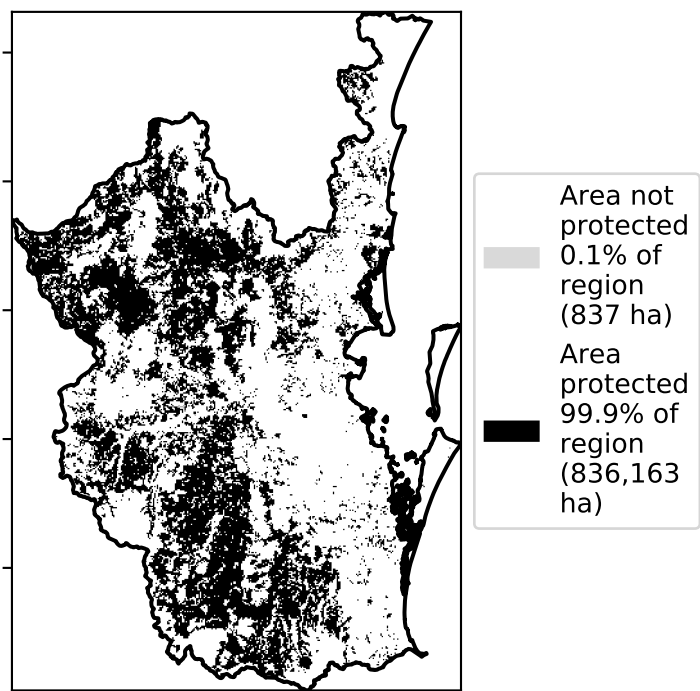 Area not
protected
0.1% of
region
(837 ha)
Area
protected
99.9% of
region
(836,163
ha)